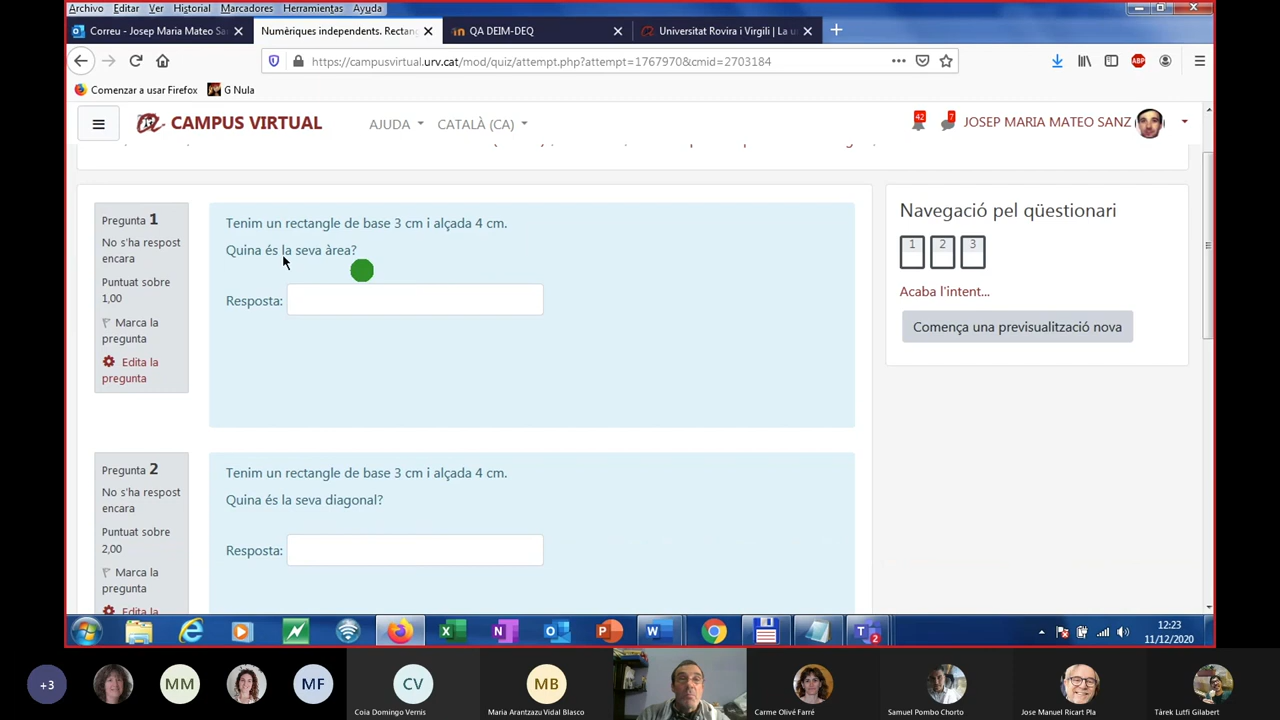 Archivo Editar Ver Historial Marcadores Herramientas Ayuda
Correu - Josep Maria Mateo Sa
Numèriques independents. Rectan
QA DEIM-DEQ
Universitat Rovira i Virgili | La u
https://campusvirtual.urv.cat/mod/quiz/attempt.php?attempt=1767970&cmid=2703184
ABP
Comenzar a usar Firefox G Nula
CAMPUS VIRTUAL
AJUDA CATALÀ (CA)
42 7
JOSEP MARIA MATEO SANZ
Pregunta 1
No s'ha respost
encara
Puntuat sobre
1,00
Marca la
pregunta
Edita la
pregunta
Tenim un rectangle de base 3 cm i alçada 4 cm.
Quina és la seva àrea?
Resposta:
Navegació pel qüestionari
1 2 3
Acaba l'intent...
Comença una previsualització nova
Pregunta 2
No s'ha respost
encara
Puntuat sobre
2,00
Marca la
pregunta
Edita la
Tenim un rectangle de base 3 cm i alçada 4 cm.
Quina és la seva diagonal?
Resposta:
12:23
11/12/2020
+3
MM
MF
CV
Coia Domingo Vernis
MB
Maria Arantzazu Vidal Blasco
Carme Olivé Farré
Samuel Pombo Chorto
Jose Manuel Ricart Pla
Tárek Lutfi Gilabert